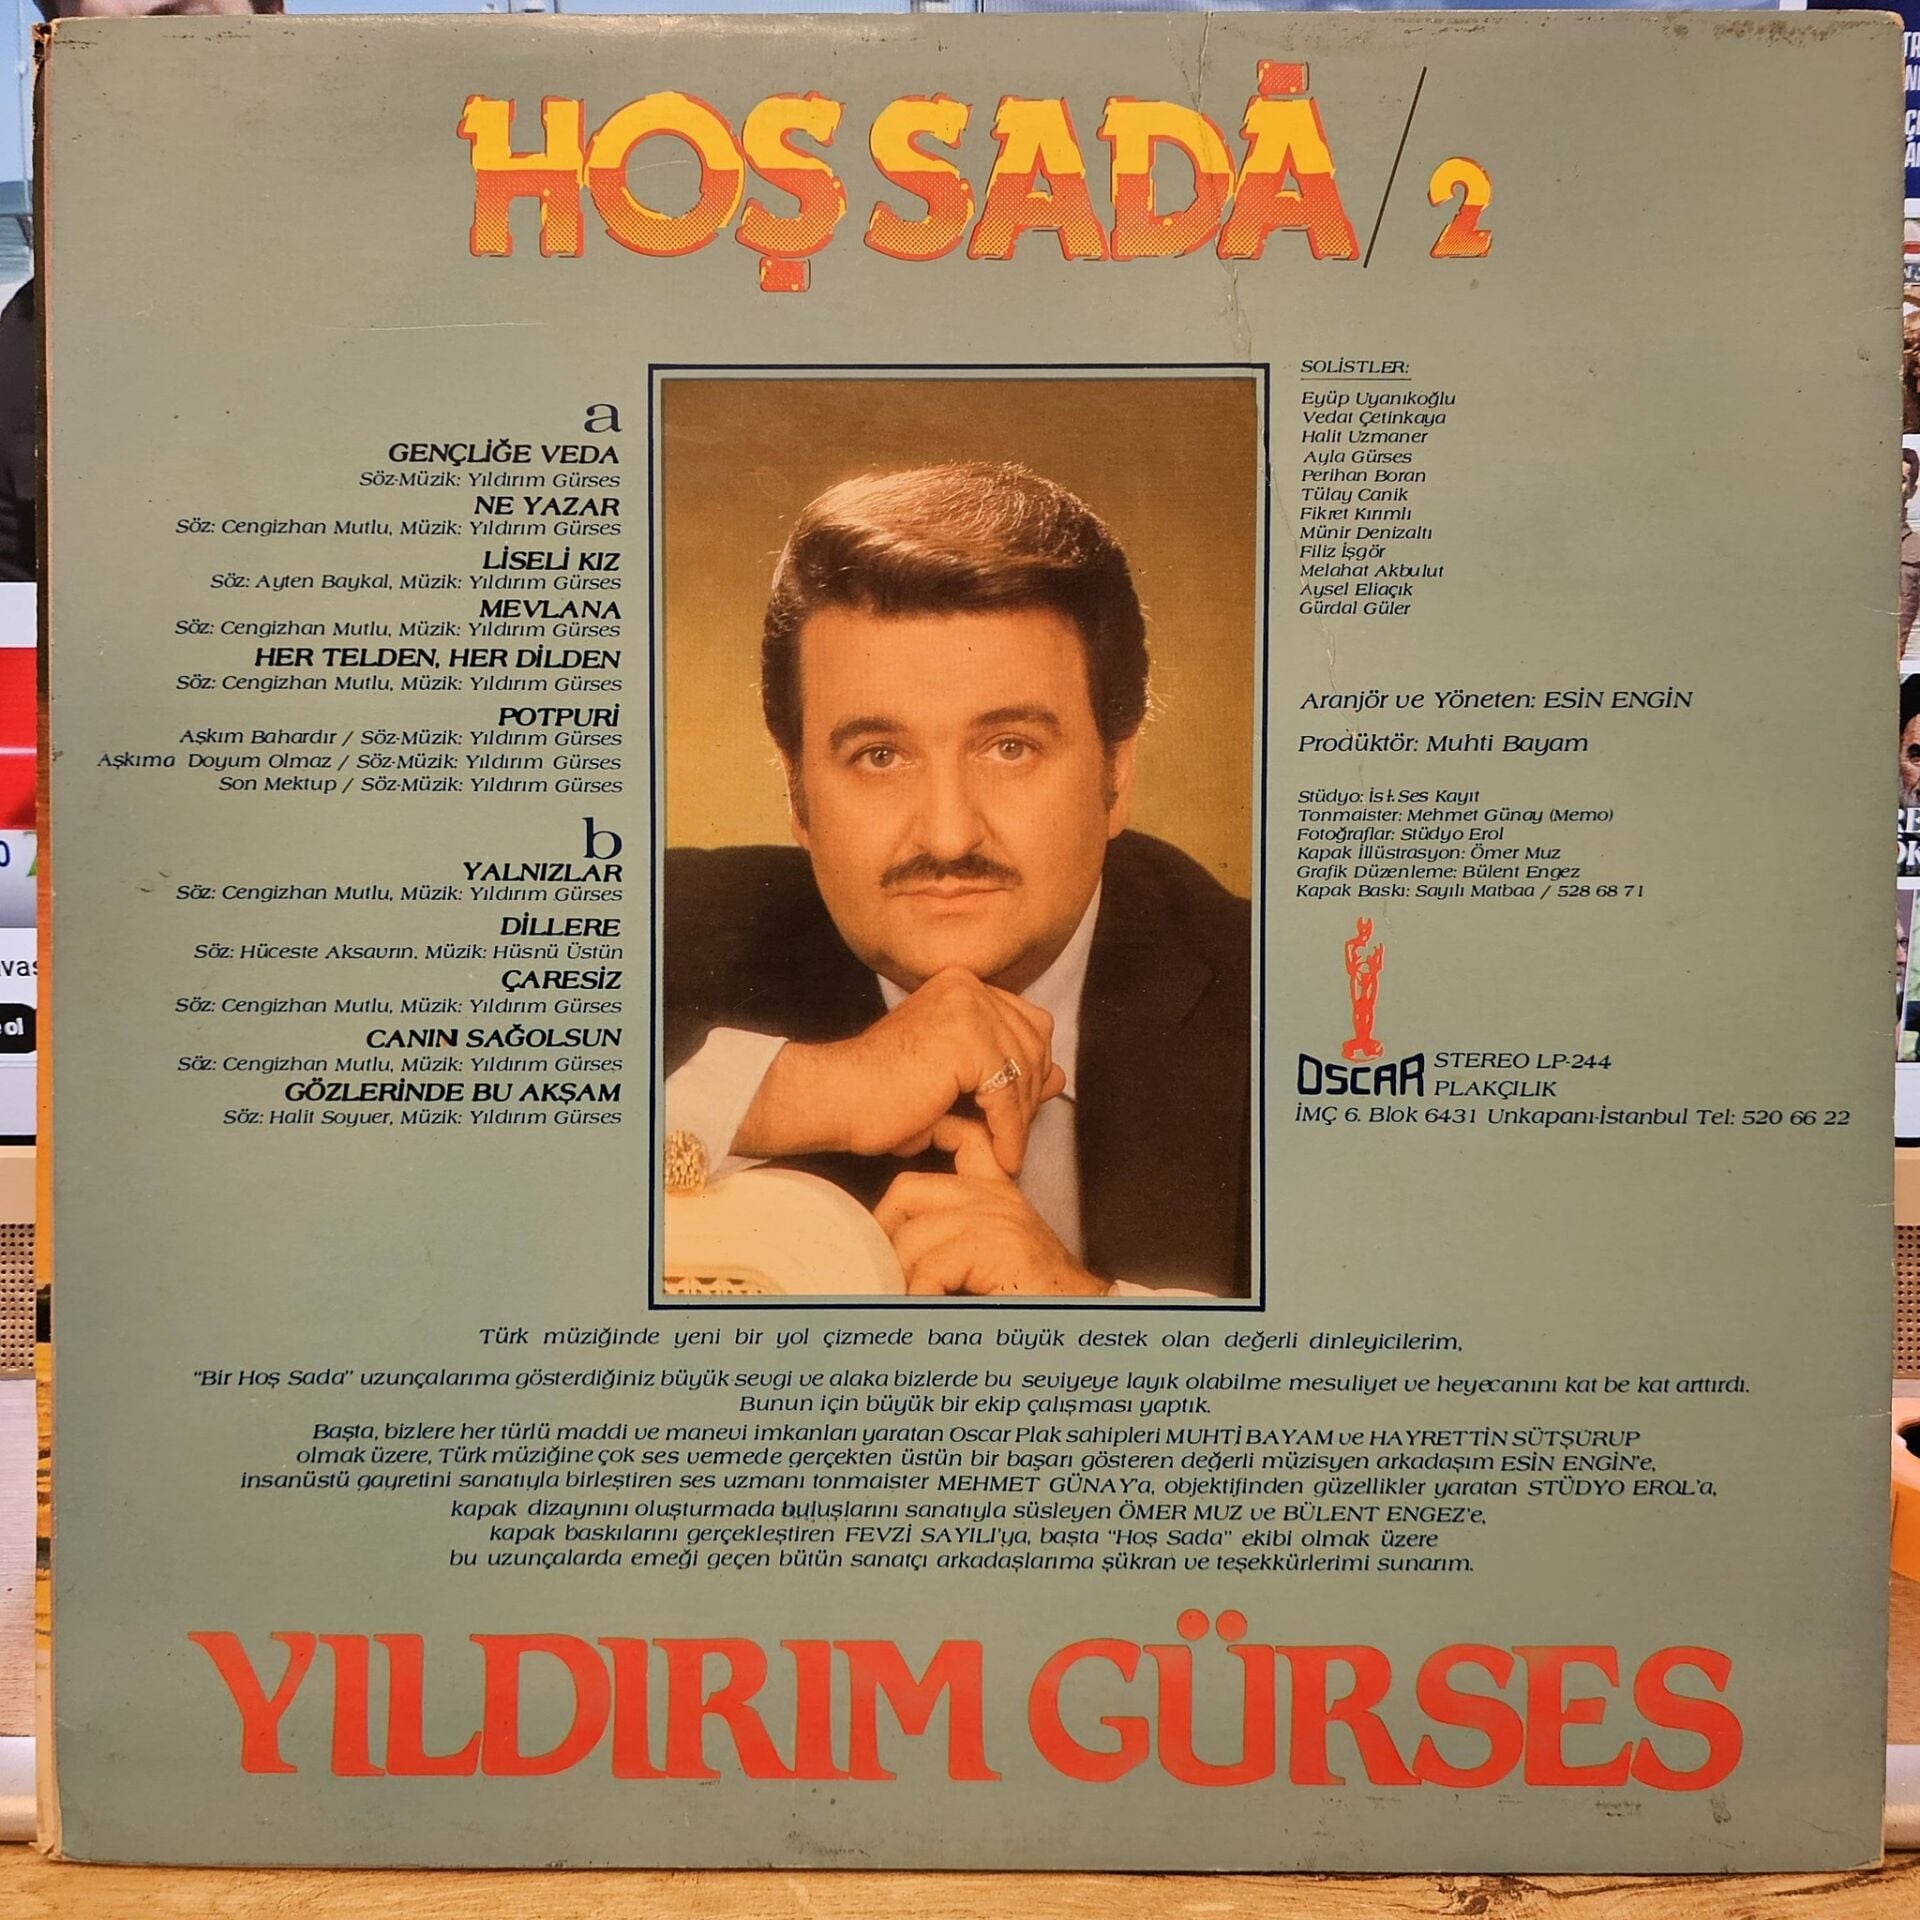 HOŞ SADÂ / 2
a
GENÇLİĞE VEDA
Söz-Müzik: Yıldırım Gürses
NE YAZAR
Söz: Cengizhan Mutlu, Müzik: Yıldırım Gürses
LİSELİ KIZ
Söz: Ayten Baykal, Müzik: Yıldırım Gürses
MEVLANA
Söz: Cengizhan Mutlu, Müzik: Yıldırım Gürses
HER TELDEN, HER DİLDEN
Söz: Cengizhan Mutlu, Müzik: Yıldırım Gürses
POTPURİ
Aşkım Bahardır / Söz-Müzik: Yıldırım Gürses
Aşkıma Doyum Olmaz / Söz-Müzik: Yıldırım Gürses
Son Mektup / Söz-Müzik: Yıldırım Gürses
b
YALNIZLAR
Söz: Cengizhan Mutlu, Müzik: Yıldırım Gürses
DİLLERE
Söz: Hüceste Aksavrın, Müzik: Hüsnü Üstün
ÇARESİZ
Söz: Cengizhan Mutlu, Müzik: Yıldırım Gürses
CANIN SAĞOLSUN
Söz: Cengizhan Mutlu, Müzik: Yıldırım Gürses
GÖZLERİNDE BU AKŞAM
Söz: Halit Soyuer, Müzik: Yıldırım Gürses
SOLİSTLER:
Eyüp Uyanıkoğlu
Vedat Çetinkaya
Halit Uzmaner
Ayla Gürses
Perihan Boran
Tülay Canik
Fikret Kırımlı
Münir Denizaltı
Filiz İşgör
Melahat Akbulut
Aysel Eliaçık
Gürdal Güler
Aranjör ve Yöneten: ESİN ENGİN
Prodüktör: Muhti Bayam
Stüdyo: İst. Ses Kayıt
Tonmaister: Mehmet Günay (Memo)
Fotoğraflar: Stüdyo Erol
Kapak İllüstrasyon: Ömer Muz
Grafik Düzenleme: Bülent Engez
Kapak Baskı: Sayılı Matbaa / 528 68 71
OSCAR STEREO LP-244
PLAKÇILIK
İMÇ 6. Blok 6431 Unkapanı-İstanbul Tel: 520 66 22
Türk müziğinde yeni bir yol çizmede bana büyük destek olan değerli dinleyicilerim,
"Bir Hoş Sada" uzunçalarıma gösterdiğiniz büyük sevgi ve alaka bizlerde bu seviyeye layık olabilme mesuliyet ve heyecanını kat be kat arttırdı.
Bunun için büyük bir ekip çalışması yaptık.
Başta, bizlere her türlü maddi ve manevi imkanları yaratan Oscar Plak sahipleri MUHTİ BAYAM ve HAYRETTİN SÜTŞURUP
olmak üzere, Türk müziğine çok ses vermede gerçekten üstün bir başarı gösteren değerli müzisyen arkadaşım ESİN ENGİN'e,
insanüstü gayretini sanatıyla birleştiren ses uzmanı tonmaister MEHMET GÜNAY'a, objektifinden güzellikler yaratan STÜDYO EROL'a,
kapak dizaynını oluşturmada buluşlarını sanatıyla süsleyen ÖMER MUZ ve BÜLENT ENGEZ'e,
kapak baskılarını gerçekleştiren FEVZİ SAYILI'ya, başta "Hoş Sada" ekibi olmak üzere
bu uzunçalarda emeği geçen bütün sanatçı arkadaşlarıma şükran ve teşekkürlerimi sunarım.
YILDIRIM GÜRSES